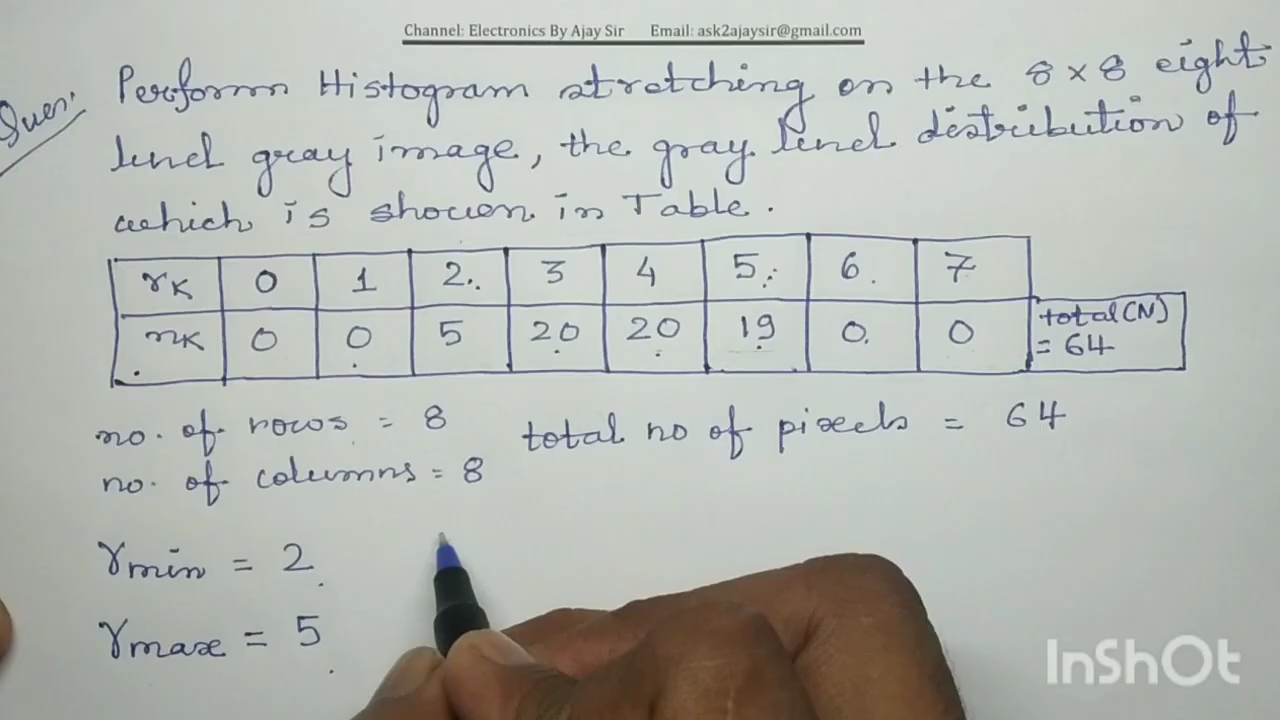 Channel: Electronics By Ajay Sir Email: ask2ajaysir@gmail.com
Ques: Perform Histogram stretching on the 8 × 8 eight
level gray image, the gray level distribution of
which is shown in Table.
rK 0 1 2 3 4 5 6 7
nK 0 0 5 20 20 19 0 0 total(N) = 64
no. of rows = 8 total no of pixels = 64
no. of columns = 8
rmin = 2
rmax = 5
InShOt